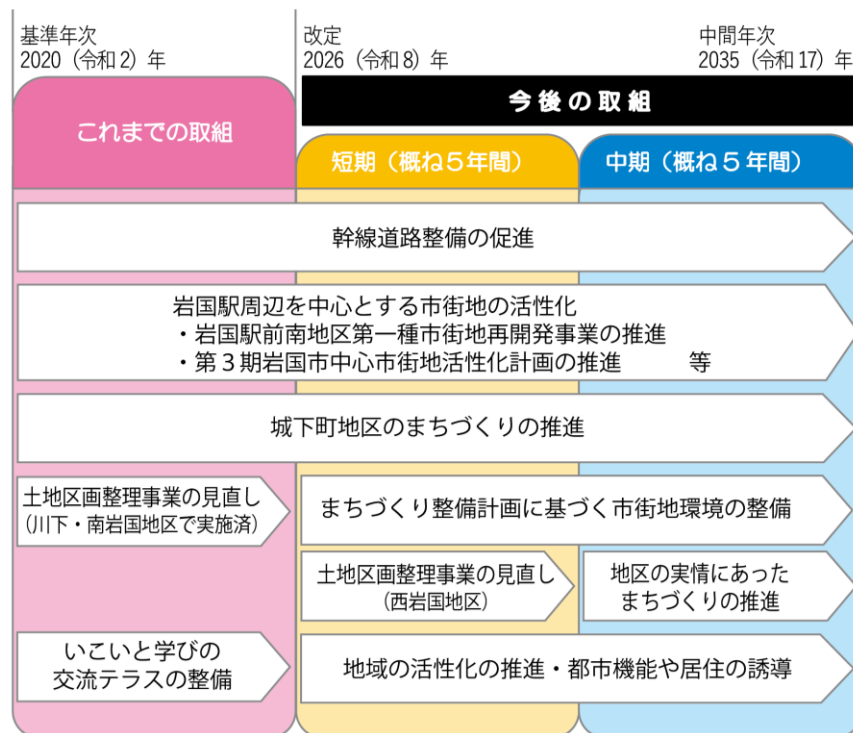 基準年次
2020（令和2）年
改定
2026（令和8）年
中間年次
2035（令和17）年
これまでの取組
今後の取組
短期（概ね5年間）
中期（概ね5年間）
幹線道路整備の促進
岩国駅周辺を中心とする市街地の活性化
・岩国駅前南地区第一種市街地再開発事業の推進
・第3期岩国市中心市街地活性化計画の推進　等
城下町地区のまちづくりの推進
土地区画整理事業の見直し
（川下・南岩国地区で実施済）
まちづくり整備計画に基づく市街地環境の整備
土地区画整理事業の見直し
（西岩国地区）
地区の実情にあった
まちづくりの推進
いこいと学びの
交流テラスの整備
地域の活性化の推進・都市機能や居住の誘導